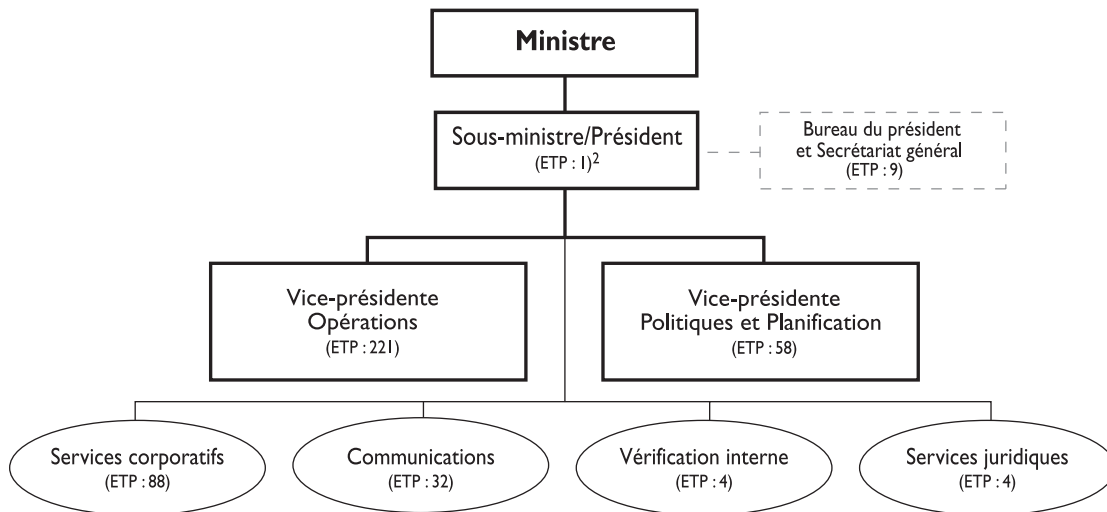 Ministre
Sous-ministre/Président
(ETP : 1)²
Bureau du président
et Secrétariat général
(ETP : 9)
Vice-présidente
Opérations
(ETP : 221)
Vice-présidente
Politiques et Planification
(ETP : 58)
Services corporatifs
(ETP : 88)
Communications
(ETP : 32)
Vérification interne
(ETP : 4)
Services juridiques
(ETP : 4)